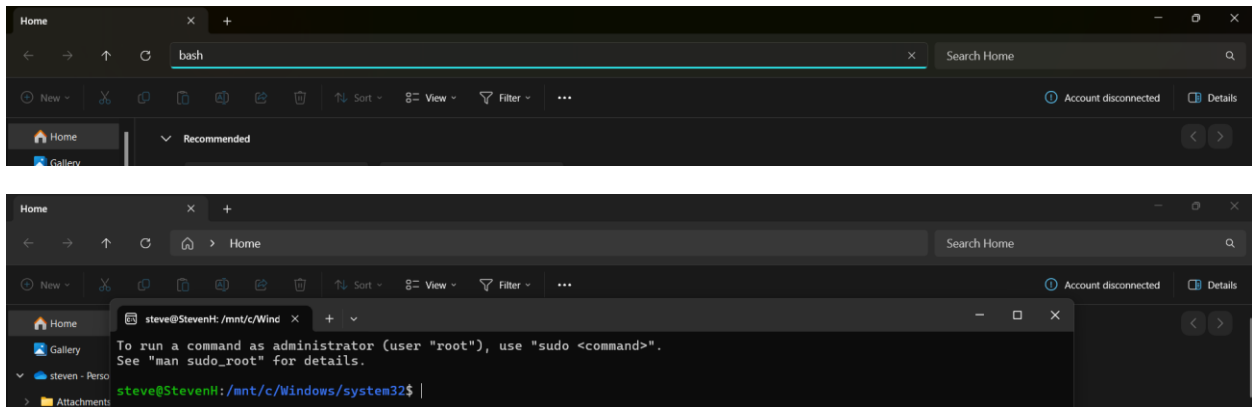 Home
bash
Search Home
New
Sort
View
Filter
Account disconnected
Details
Home
Recommended
Gallery
Home
Home
Search Home
New
Sort
View
Filter
Account disconnected
Details
Home
steve@StevenH: /mnt/c/Wind
Gallery
To run a command as administrator (user "root"), use "sudo <command>".
See "man sudo_root" for details.
steven - Perso
steve@StevenH:/mnt/c/Windows/system32$
Attachments